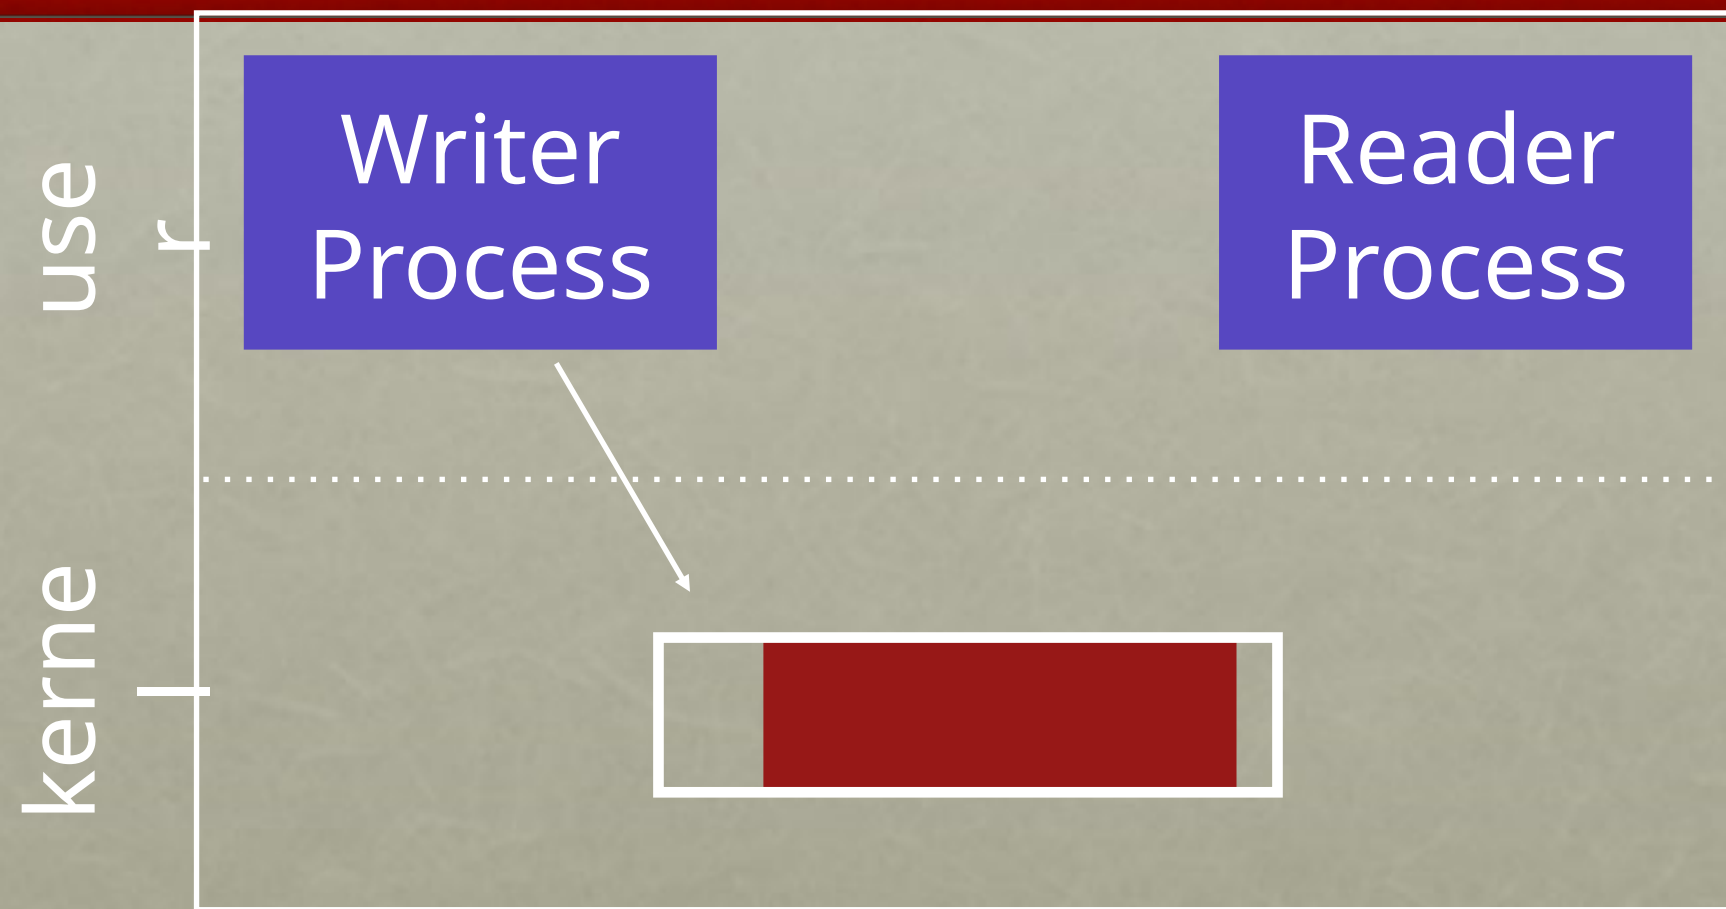 use
r
Writer
Process
Reader
Process
kerne
l